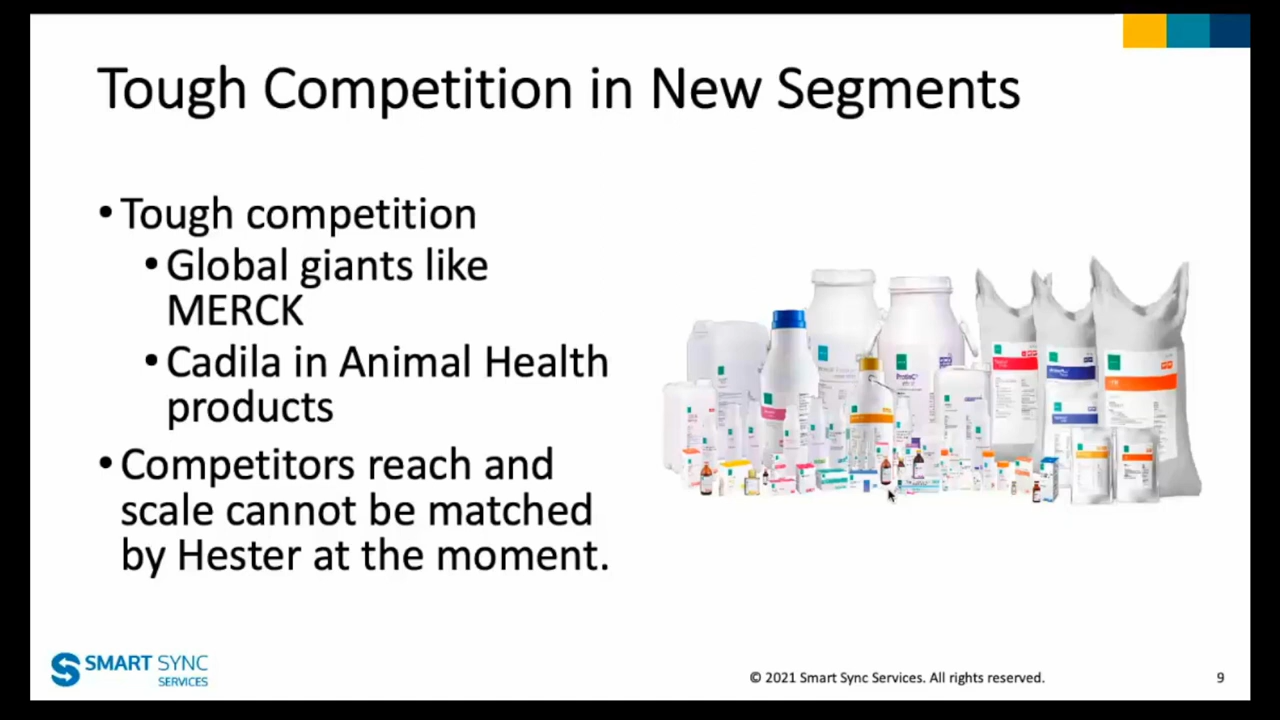 Tough Competition in New Segments
• Tough competition
• Global giants like
MERCK
• Cadila in Animal Health
products
• Competitors reach and
scale cannot be matched
by Hester at the moment.
SMART SYNC
SERVICES
© 2021 Smart Sync Services. All rights reserved.
9